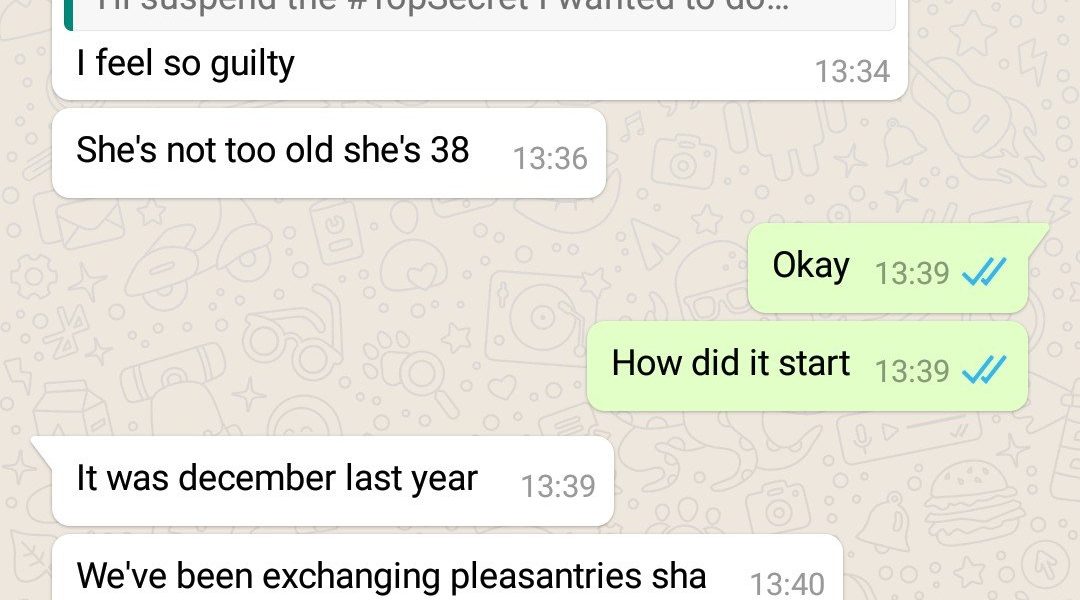 suspend the #TopSecret I wanted to do...
I feel so guilty
13:34
She's not too old she's 38
13:36
Okay
13:39
How did it start
13:39
It was december last year
13:39
We've been exchanging pleasantries sha
13:40